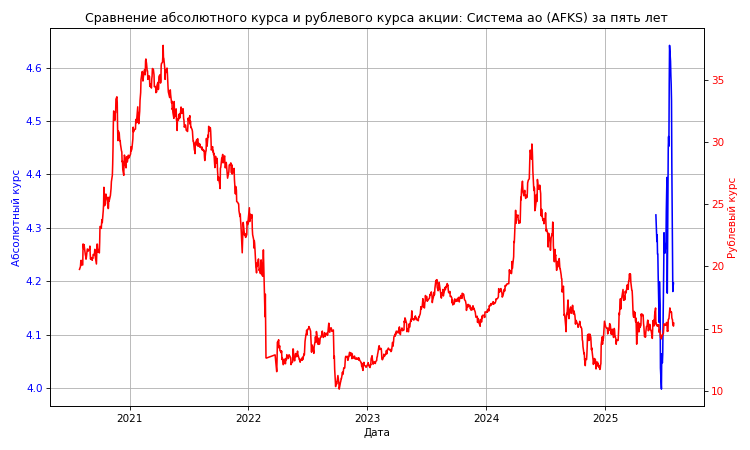 Сравнение абсолютного курса и рублевого курса акции: Система ао (AFKS) за пять лет
Абсолютный курс
4.6
4.5
4.4
4.3
4.2
4.1
4.0
35
30
25
20
15
10
Рублевый курс
2021 2022 2023 2024 2025
Дата